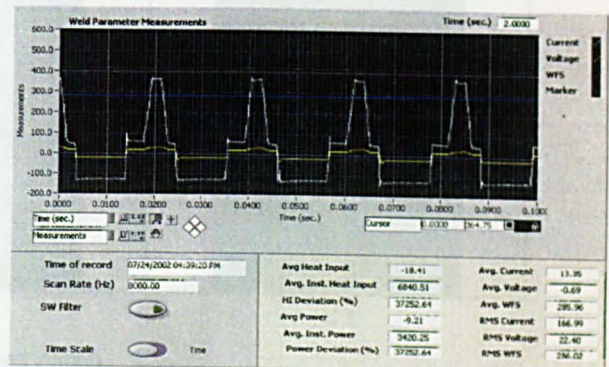 Weld Parameter Measurements
Time (sec.) 2.0000
600.0
500.0
400.0
300.0
200.0
100.0
0.0
-100.0
-200.0
Measurements
Current
Voltage
WFS
Marker
0.0000 0.0100 0.0200 0.0300 0.0400 0.0500 0.0600 0.0700 0.0800 0.0900 0.1000
Time (sec.)
Time (sec.)
Measurements
Cursor 0.0000 364.75
Time of record 07/24/2002 04:39:20 PM
Scan Rate (Hz) 8000.00
SW Filter
Time Scale Time
Avg Heat Input -18.41
Avg. Inst. Heat Input 6840.51
HI Deviation (%) 37252.64
Avg Power -9.21
Avg. Inst. Power 3420.25
Power Deviation (%) 37252.64
Avg. Current 13.35
Avg. Voltage -0.69
Avg. WFS 285.96
RMS Current 166.99
RMS Voltage 22.40
RMS WFS 286.02